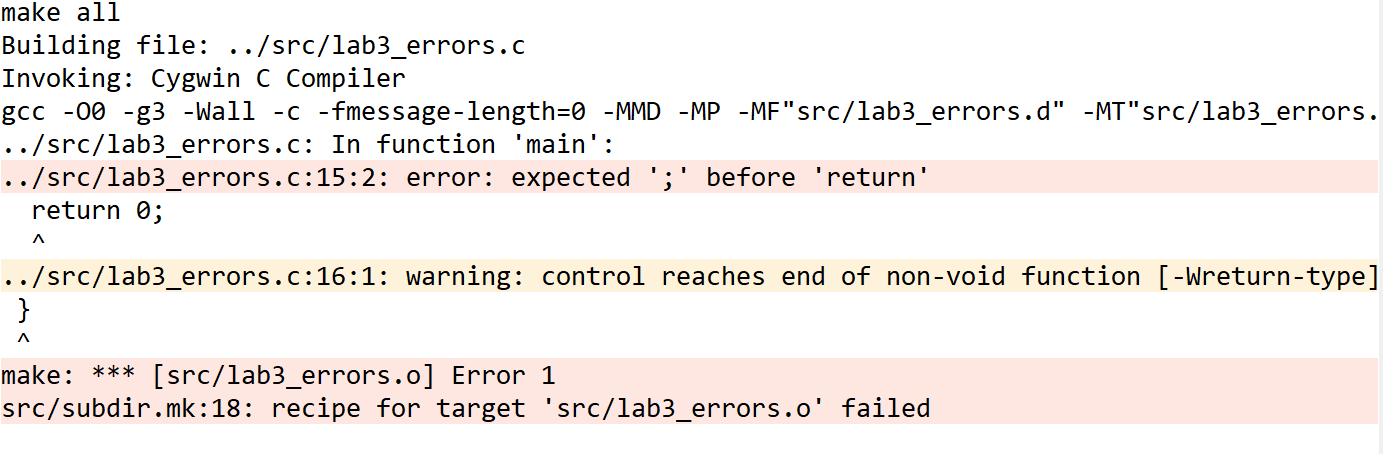 make all
Building file: ../src/lab3_errors.c
Invoking: Cygwin C Compiler
gcc -O0 -g3 -Wall -c -fmessage-length=0 -MMD -MP -MF"src/lab3_errors.d" -MT"src/lab3_errors.
../src/lab3_errors.c: In function 'main':
../src/lab3_errors.c:15:2: error: expected ';' before 'return'
  return 0;
  ^
../src/lab3_errors.c:16:1: warning: control reaches end of non-void function [-Wreturn-type]
 }
 ^
make: *** [src/lab3_errors.o] Error 1
src/subdir.mk:18: recipe for target 'src/lab3_errors.o' failed